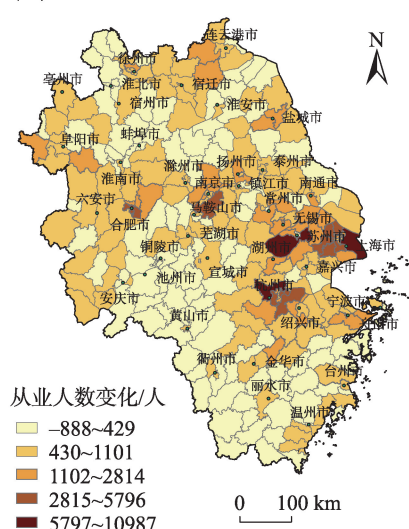 连云港市
N
徐州市
亳州市
淮北市
宿迁市
宿州市
淮安市
盐城市
蚌埠市
阜阳市
淮南市
滁州市
扬州市
泰州市
六安市
南京市
镇江市
南通市
马鞍山市
常州市
合肥市
无锡市
苏州市
上海市
铜陵市
芜湖市
湖州市
嘉兴市
池州市
宣城市
杭州市
安庆市
宁波市
黄山市
绍兴市
衢州市
金华市
台州市
丽水市
温州市
从业人数变化/人
–888~429
430~1101
1102~2814
2815~5796
5797~10987
0 100 km